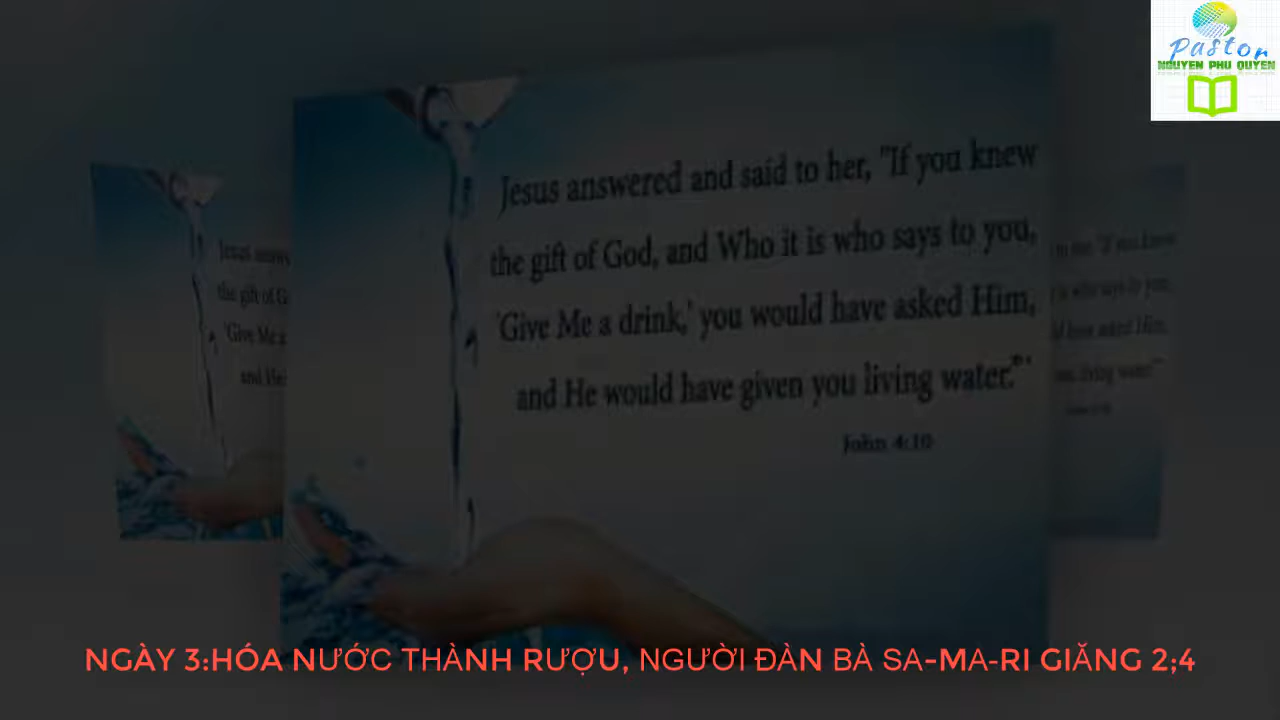 Pastor
NGUYEN PHU QUYEN
Jesus answered and said to her, "If you knew
the gift of God, and Who it is who says to you,
'Give Me a drink,' you would have asked Him,
and He would have given you living water."
John 4:10
NGÀY 3:HÓA NƯỚC THÀNH RƯỢU, NGƯỜI ĐÀN BÀ SA-MA-RI GIĂNG 2;4